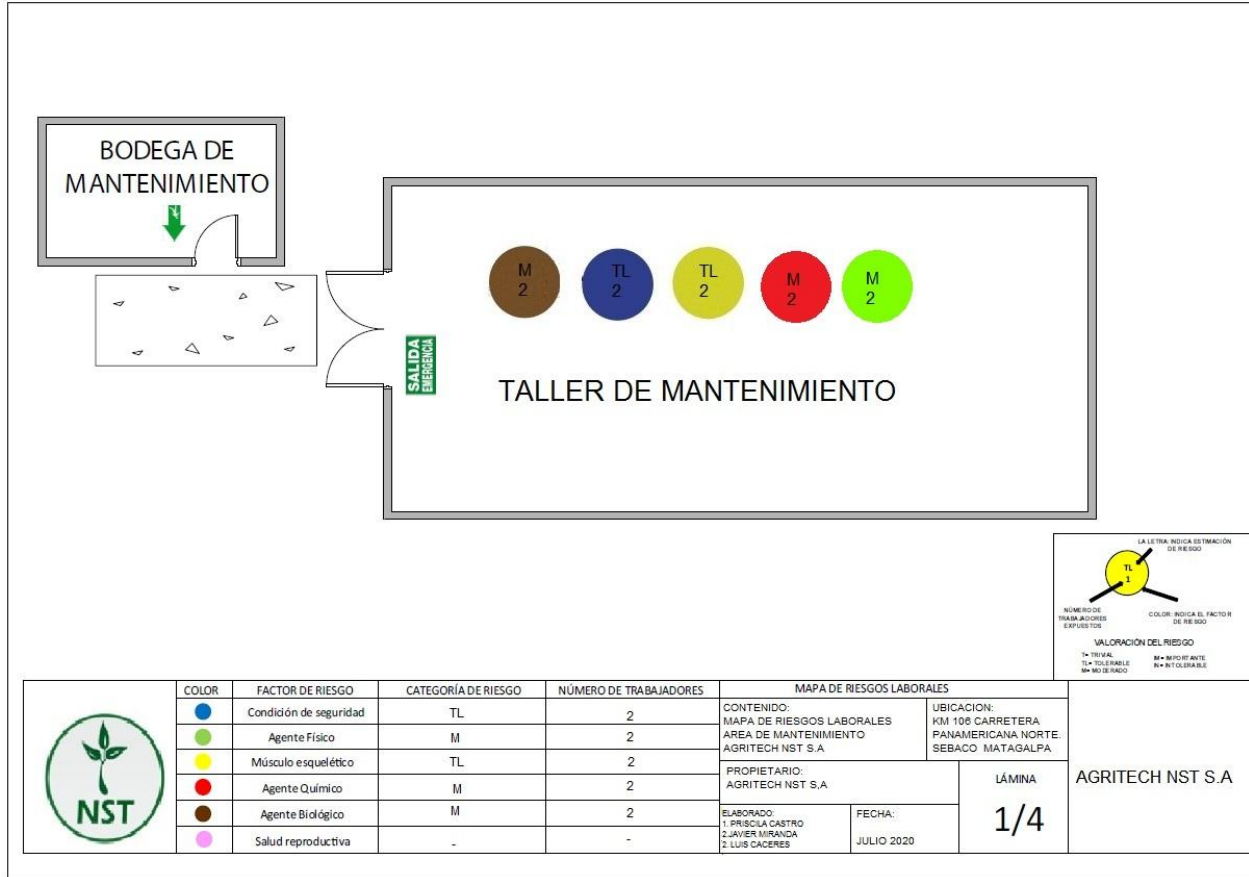 BODEGA DE
MANTENIMIENTO
M
2
TL
2
TL
2
M
2
M
2
SALIDA
EMERGENCIA
TALLER DE MANTENIMIENTO
LA LETRA: INDICA ESTIMACIÓN
DE RIESGO
TL
1
NÚMERO DE
TRABAJADORES
EXPUESTOS
COLOR: INDICA EL FACTOR
DE RIESGO
VALORACIÓN DEL RIESGO
T= TRIVIAL
TL= TOLERABLE
M= MODERADO
IM= IMPORTANTE
IN= INTOLERABLE
NST
COLOR FACTOR DE RIESGO CATEGORÍA DE RIESGO NÚMERO DE TRABAJADORES
Condición de seguridad TL 2
Agente Físico M 2
Músculo esquelético TL 2
Agente Químico M 2
Agente Biológico M 2
Salud reproductiva - -
MAPA DE RIESGOS LABORALES
CONTENIDO:
MAPA DE RIESGOS LABORALES
AREA DE MANTENIMIENTO
AGRITECH NST S.A
UBICACION:
KM 106 CARRETERA
PANAMERICANA NORTE.
SEBACO MATAGALPA
PROPIETARIO:
AGRITECH NST S.A
ELABORADO:
1. PRISCILA CASTRO
2.JAVIER MIRANDA
2. LUIS CACERES
FECHA:
JULIO 2020
LÁMINA
1/4
AGRITECH NST S.A